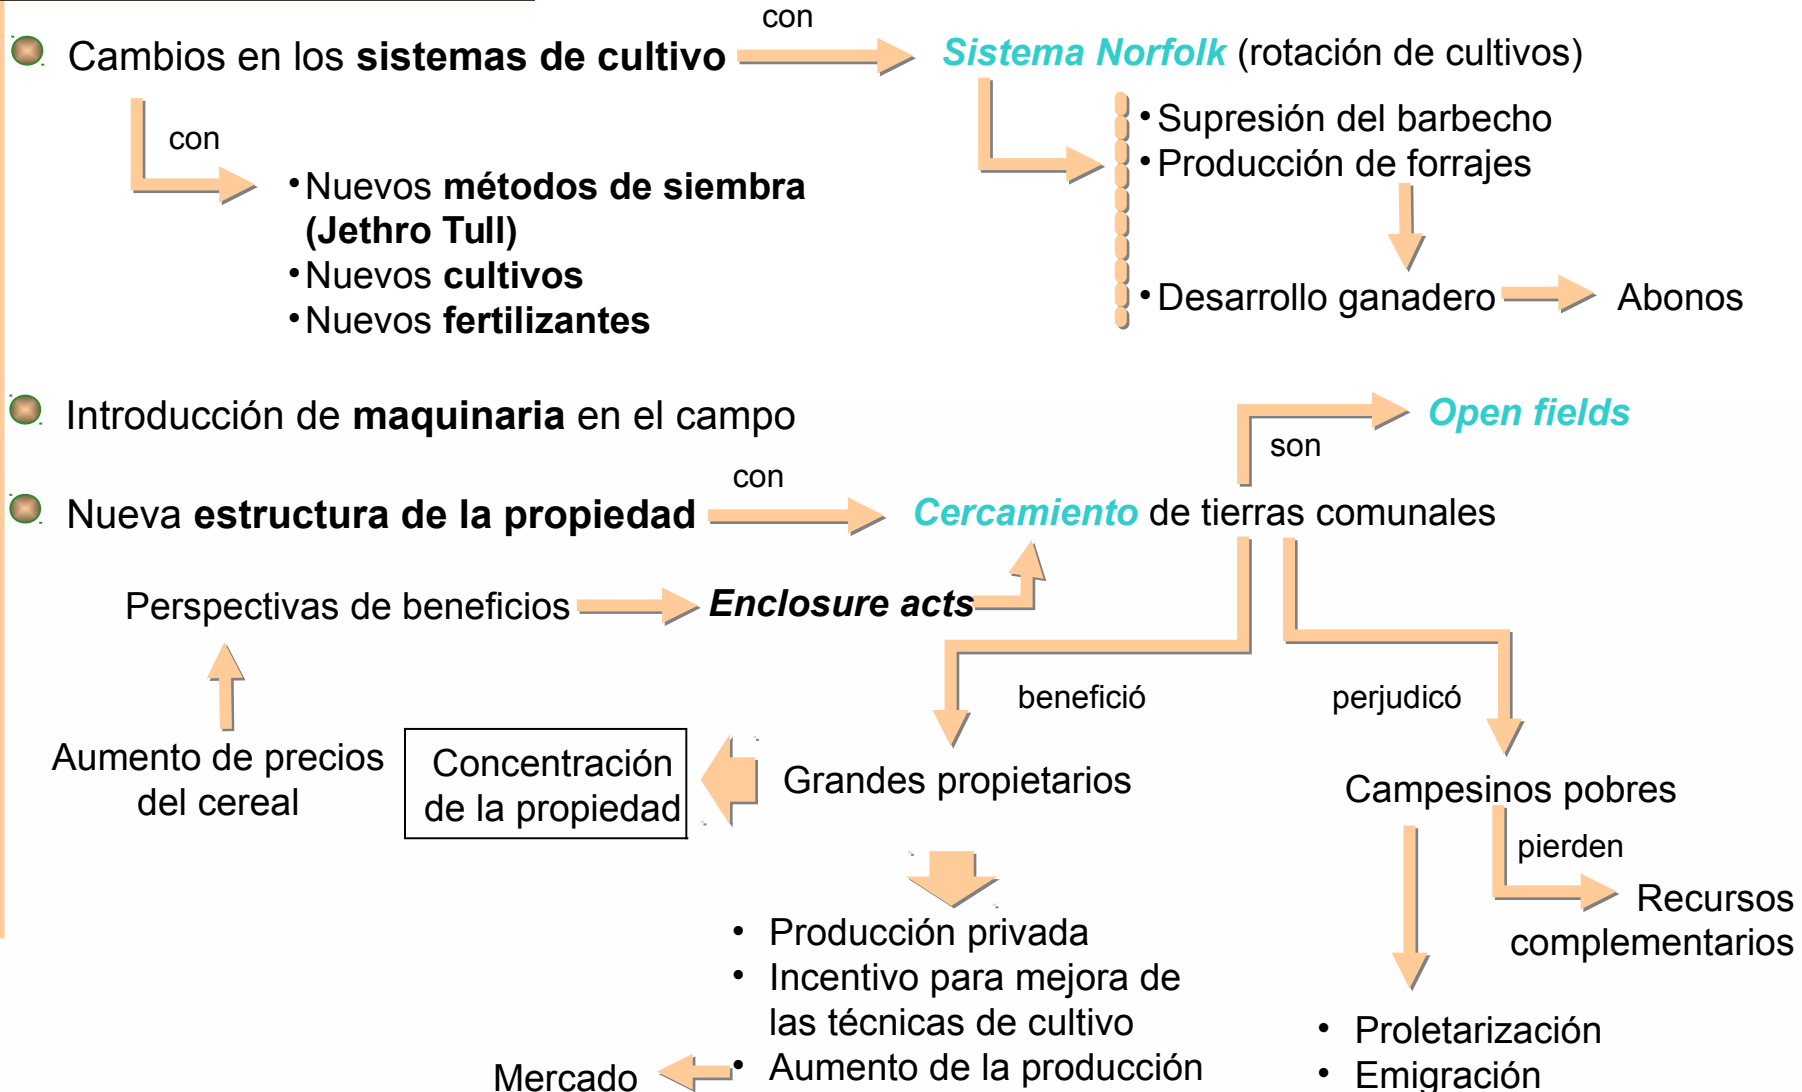 con
Cambios en los sistemas de cultivo
Sistema Norfolk (rotación de cultivos)
con
•Nuevos métodos de siembra
(Jethro Tull)
•Nuevos cultivos
•Nuevos fertilizantes
•Supresión del barbecho
•Producción de forrajes
•Desarrollo ganadero
Abonos
Introducción de maquinaria en el campo
Open fields
son
con
Nueva estructura de la propiedad
Cercamiento de tierras comunales
Perspectivas de beneficios
Enclosure acts
benefició
perjudicó
Aumento de precios
del cereal
Concentración
de la propiedad
Grandes propietarios
Campesinos pobres
pierden
Recursos
complementarios
• Producción privada
• Incentivo para mejora de
las técnicas de cultivo
• Aumento de la producción
Mercado
• Proletarización
• Emigración